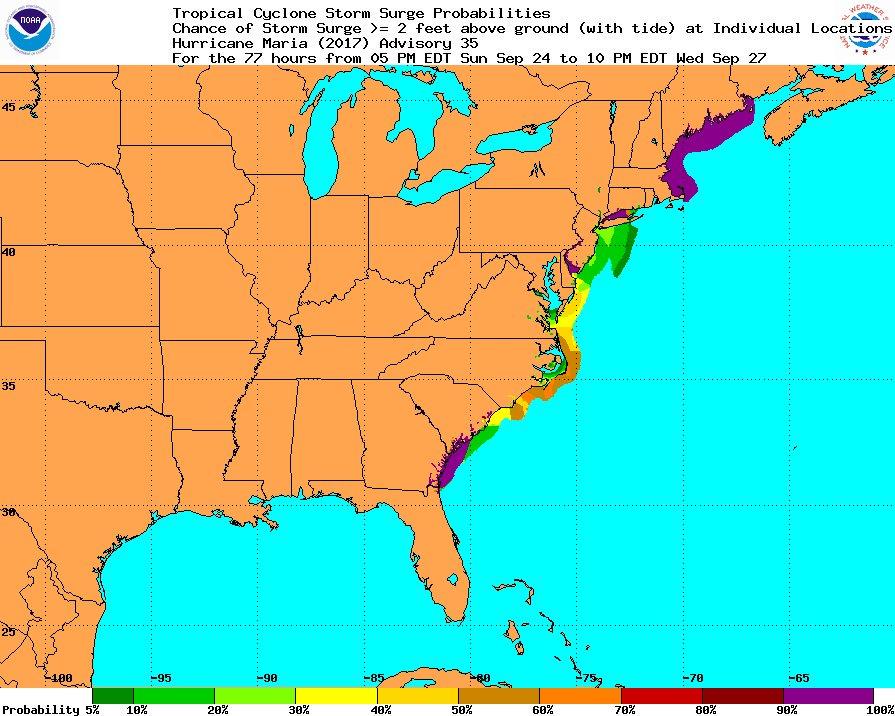 Tropical Cyclone Storm Surge Probabilities
Chance of Storm Surge >= 2 feet above ground (with tide) at Individual Locations
Hurricane Maria (2017) Advisory 35
For the 77 hours from 05 PM EDT Sun Sep 24 to 10 PM EDT Wed Sep 27
NOAA
45
40
35
30
25
-100 -95 -90 -85 -80 -75 -70 -65
Probability 5% 10% 20% 30% 40% 50% 60% 70% 80% 90% 100%